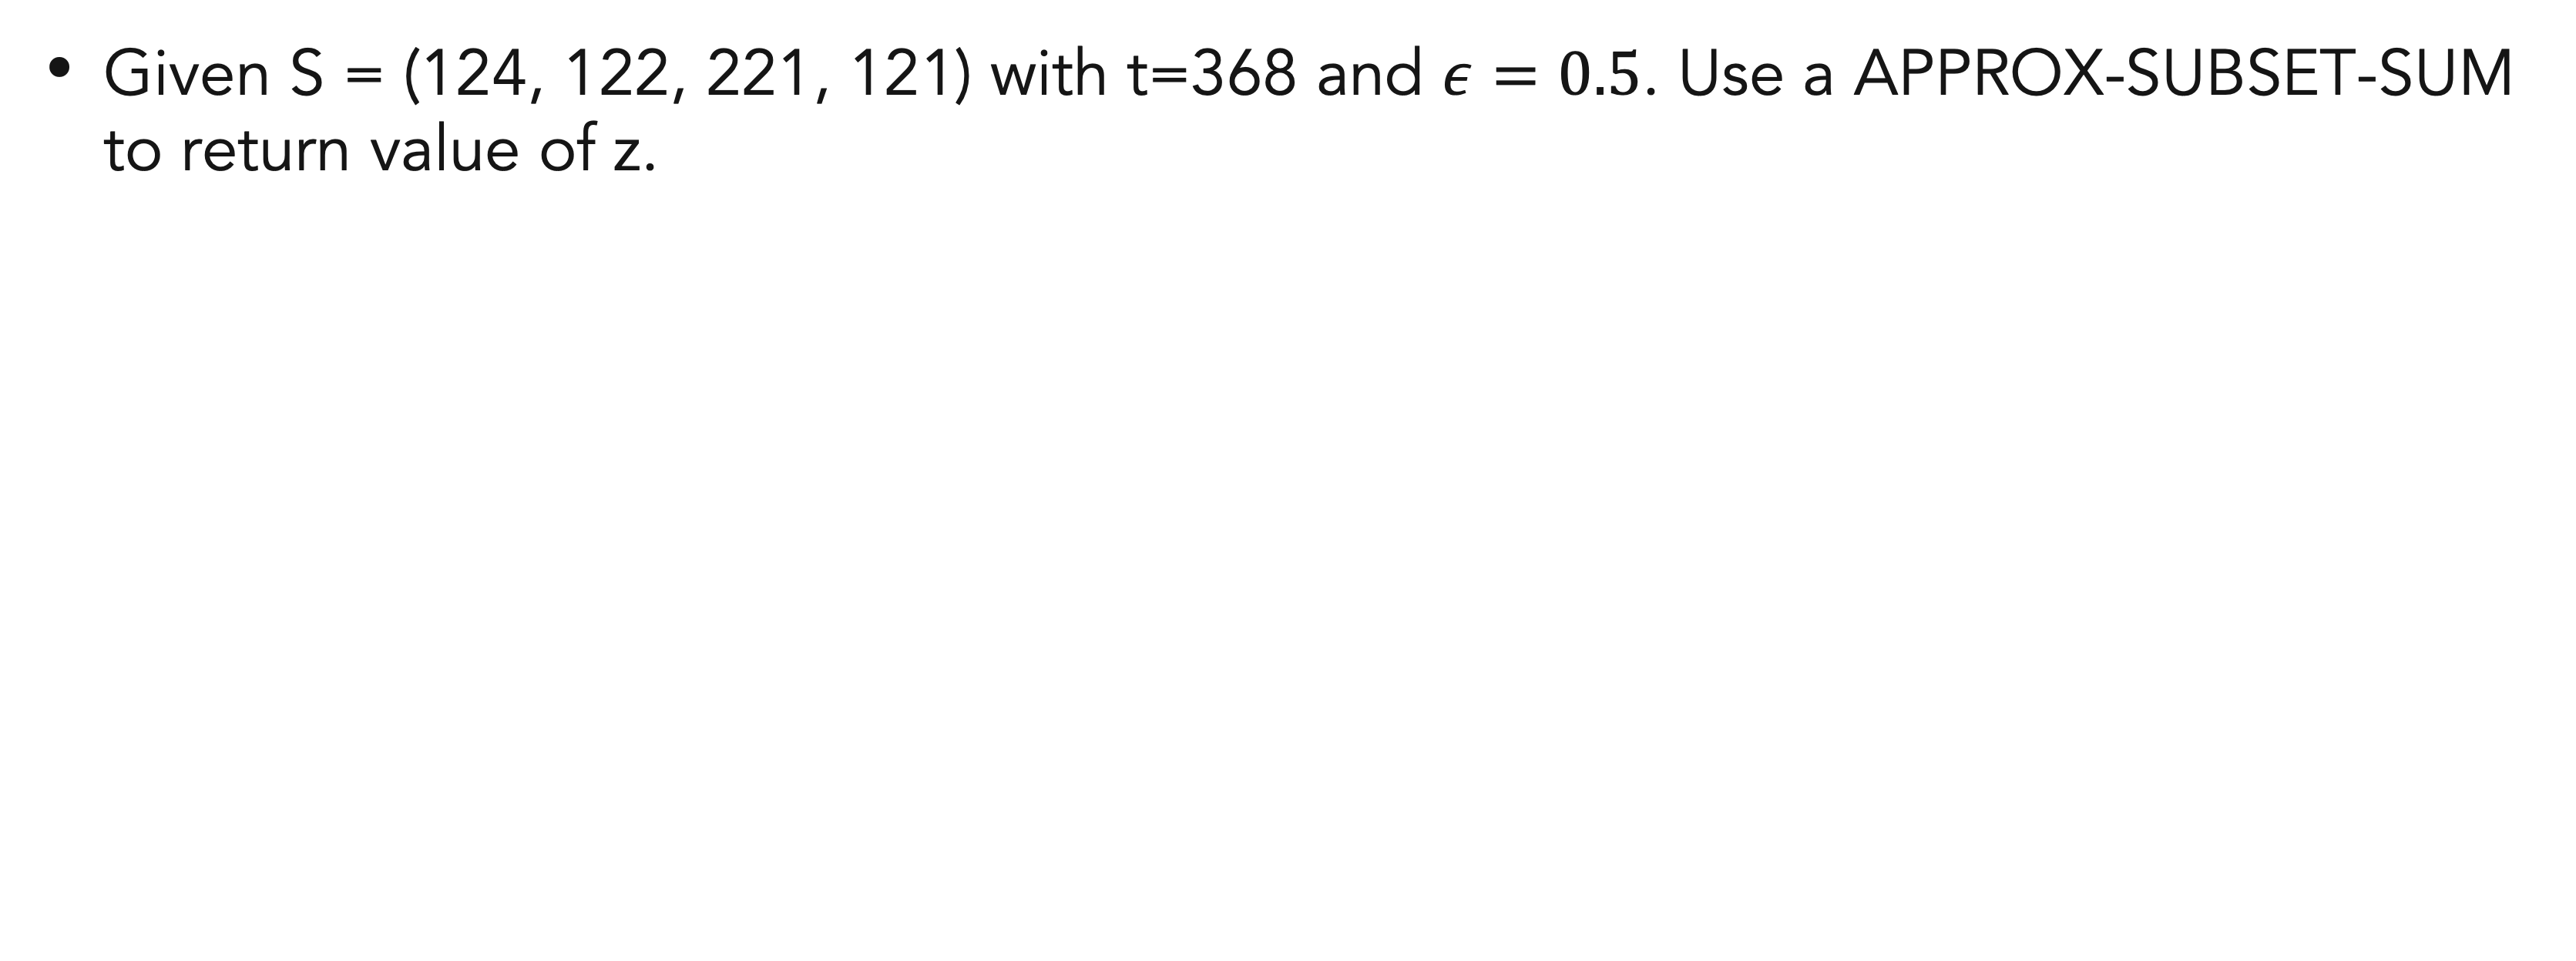 • Given S = (124, 122, 221, 121) with t=368 and ϵ = 0.5. Use a APPROX-SUBSET-SUM
to return value of z.